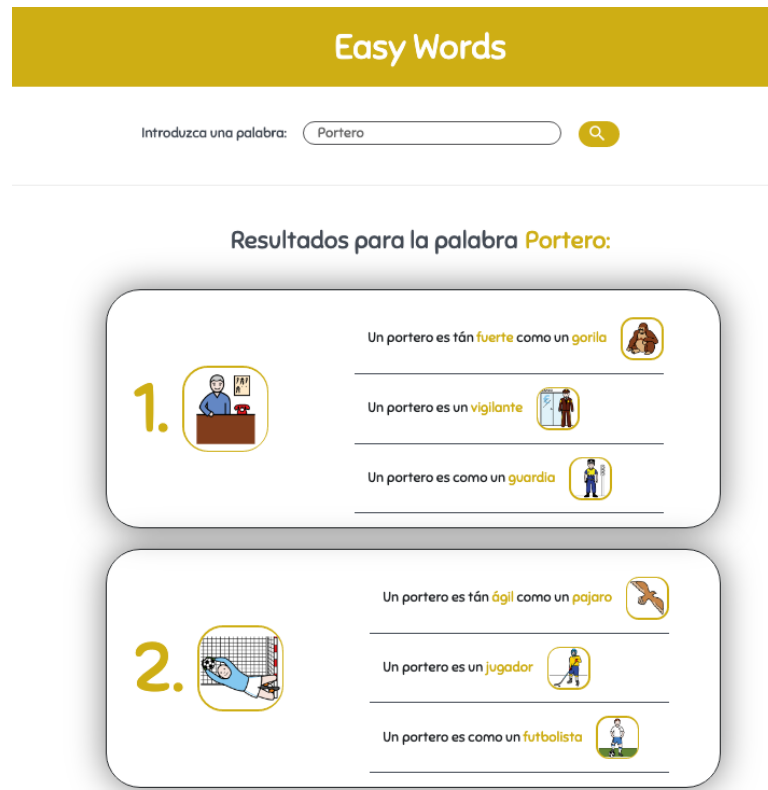 Easy Words
Introduzca una palabra: Portero
Resultados para la palabra Portero:
1.
Un portero es tán fuerte como un gorila
Un portero es un vigilante
Un portero es como un guardia
2.
Un portero es tán ágil como un pajaro
Un portero es un jugador
Un portero es como un futbolista